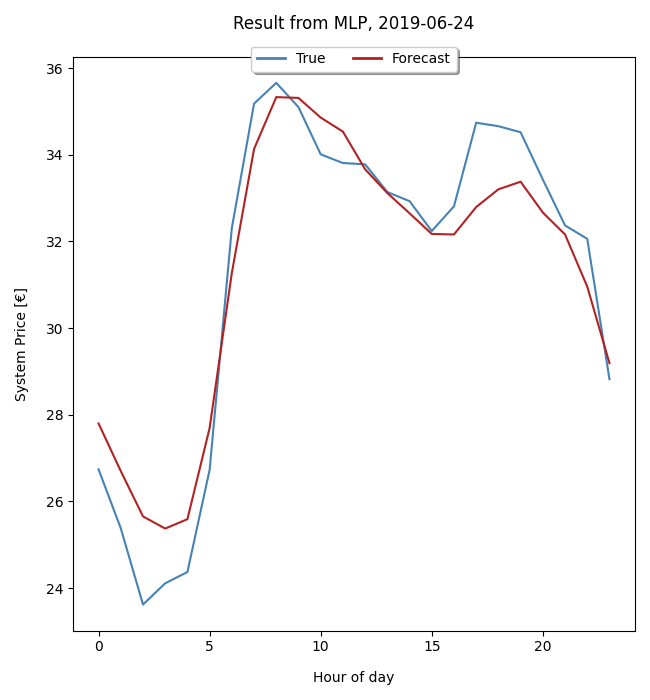 Result from MLP, 2019-06-24
True Forecast
36
34
32
30
28
26
24
System Price [€]
0 5 10 15 20
Hour of day